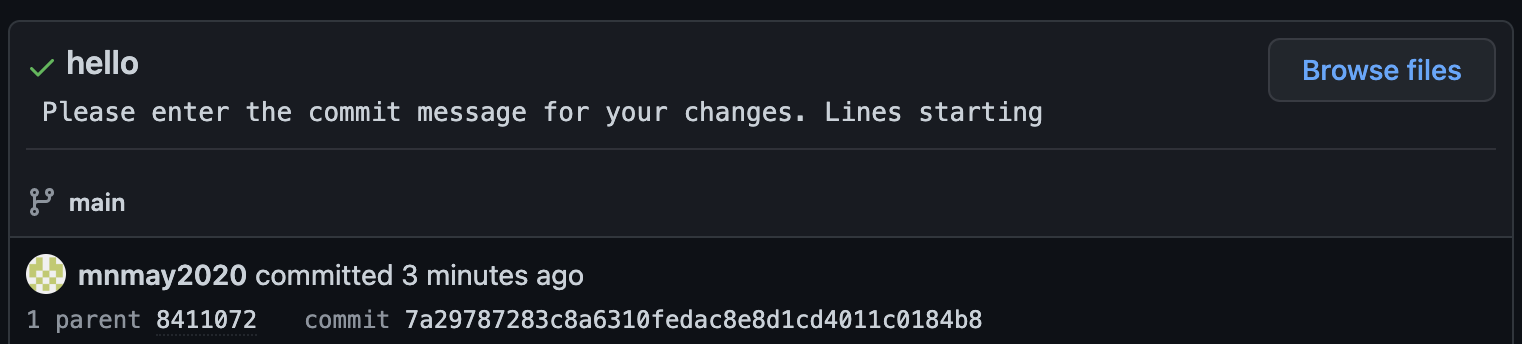 hello
Browse files
Please enter the commit message for your changes. Lines starting
main
mnmay2020 committed 3 minutes ago
1 parent 8411072 commit 7a29787283c8a6310fedac8e8d1cd4011c0184b8